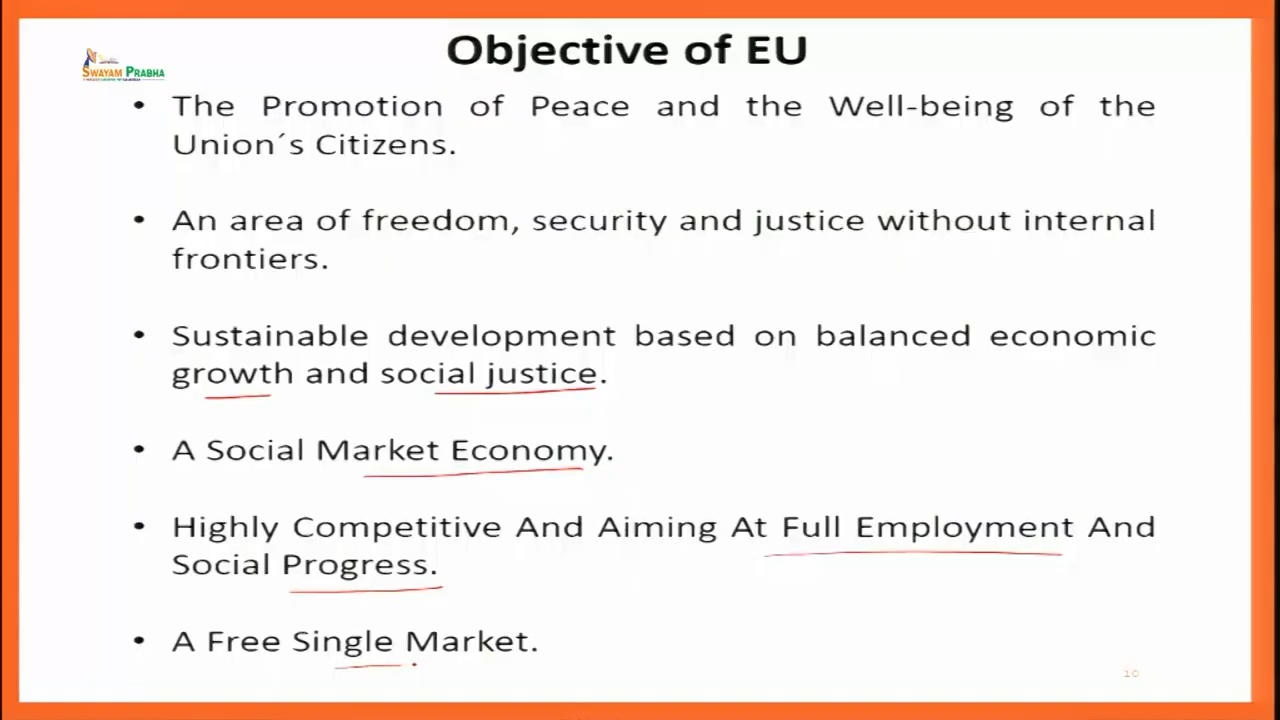 Objective of EU
SWAYAM PRABHA
• The Promotion of Peace and the Well-being of the
Union´s Citizens.
• An area of freedom, security and justice without internal
frontiers.
• Sustainable development based on balanced economic
growth and social justice.
• A Social Market Economy.
• Highly Competitive And Aiming At Full Employment And
Social Progress.
• A Free Single Market.
10